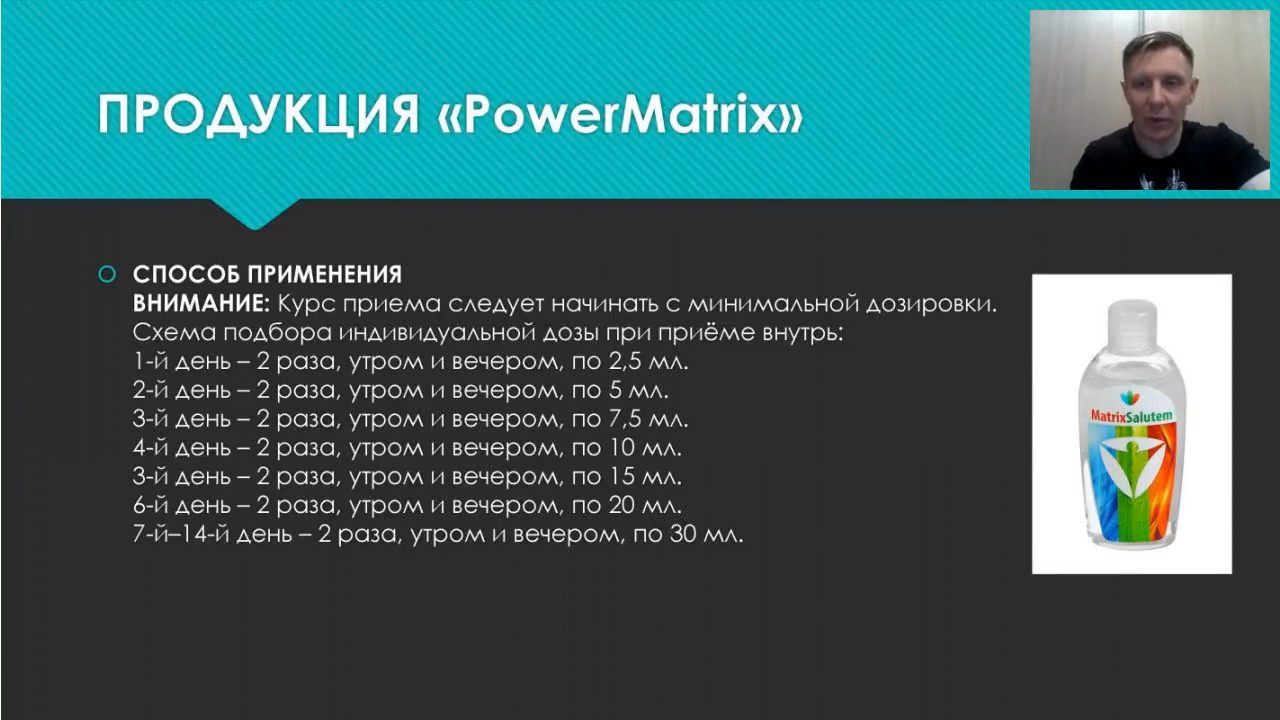 ПРОДУКЦИЯ «PowerMatrix»
СПОСОБ ПРИМЕНЕНИЯ
ВНИМАНИЕ: Курс приема следует начинать с минимальной дозировки.
Схема подбора индивидуальной дозы при приёме внутрь:
1-й день – 2 раза, утром и вечером, по 2,5 мл.
2-й день – 2 раза, утром и вечером, по 5 мл.
3-й день – 2 раза, утром и вечером, по 7,5 мл.
4-й день – 2 раза, утром и вечером, по 10 мл.
3-й день – 2 раза, утром и вечером, по 15 мл.
6-й день – 2 раза, утром и вечером, по 20 мл.
7-й–14-й день – 2 раза, утром и вечером, по 30 мл.
MatrixSalutem